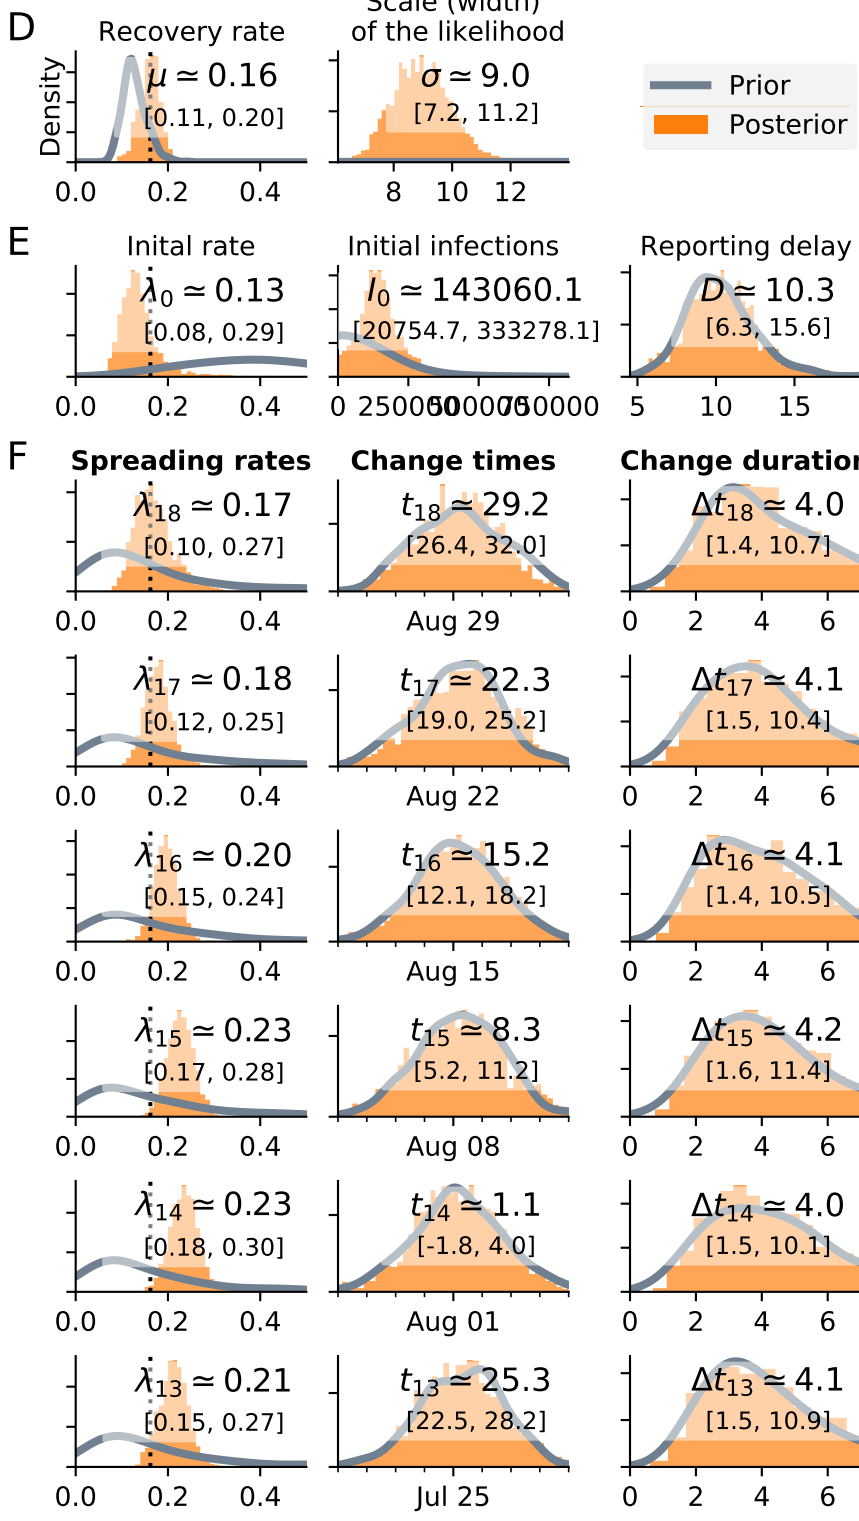 D
Recovery rate
Scale (width)
of the likelihood
Density
μ ≃ 0.16
[0.11, 0.20]
σ ≃ 9.0
[7.2, 11.2]
Prior
Posterior
0.0 0.2 0.4
8 10 12
E
Inital rate
Initial infections
Reporting delay
λ0 ≃ 0.13
[0.08, 0.29]
I0 ≃ 143060.1
[20754.7, 333278.1]
D ≃ 10.3
[6.3, 15.6]
0.0 0.2 0.4
0 250000 500000 750000
5 10 15
F
Spreading rates
Change times
Change duration
λ18 ≃ 0.17
[0.10, 0.27]
t18 ≃ 29.2
[26.4, 32.0]
Δt18 ≃ 4.0
[1.4, 10.7]
0.0 0.2 0.4
Aug 29
0 2 4 6
λ17 ≃ 0.18
[0.12, 0.25]
t17 ≃ 22.3
[19.0, 25.2]
Δt17 ≃ 4.1
[1.5, 10.4]
0.0 0.2 0.4
Aug 22
0 2 4 6
λ16 ≃ 0.20
[0.15, 0.24]
t16 ≃ 15.2
[12.1, 18.2]
Δt16 ≃ 4.1
[1.4, 10.5]
0.0 0.2 0.4
Aug 15
0 2 4 6
λ15 ≃ 0.23
[0.17, 0.28]
t15 ≃ 8.3
[5.2, 11.2]
Δt15 ≃ 4.2
[1.6, 11.4]
0.0 0.2 0.4
Aug 08
0 2 4 6
λ14 ≃ 0.23
[0.18, 0.30]
t14 ≃ 1.1
[-1.8, 4.0]
Δt14 ≃ 4.0
[1.5, 10.1]
0.0 0.2 0.4
Aug 01
0 2 4 6
λ13 ≃ 0.21
[0.15, 0.27]
t13 ≃ 25.3
[22.5, 28.2]
Δt13 ≃ 4.1
[1.5, 10.9]
0.0 0.2 0.4
Jul 25
0 2 4 6